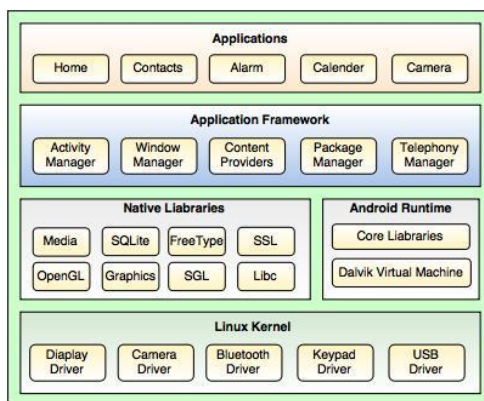 Applications
Home Contacts Alarm Calender Camera
Application Framework
Activity Manager
Window Manager
Content Providers
Package Manager
Telephony Manager
Native Liabraries
Media SQLite FreeType SSL
OpenGL Graphics SGL Libc
Android Runtime
Core Liabraries
Dalvik Virtual Machine
Linux Kernel
Diaplay Driver
Camera Driver
Bluetooth Driver
Keypad Driver
USB Driver